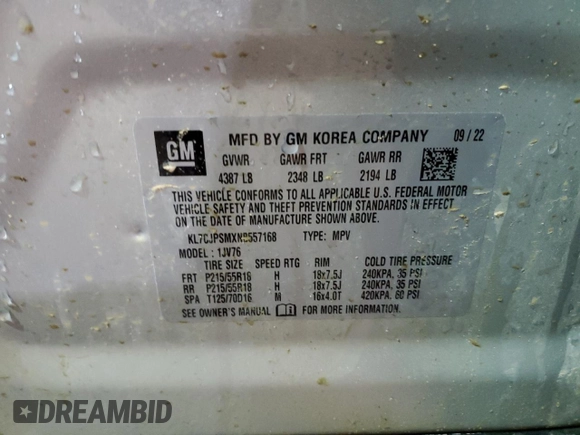 GM MFD BY GM KOREA COMPANY 09 / 22
GVWR GAWR FRT GAWR RR
4387 LB 2348 LB 2194 LB
THIS VEHICLE CONFORMS TO ALL APPLICABLE U.S. FEDERAL MOTOR
VEHICLE SAFETY AND THEFT PREVENTION STANDARDS IN EFFECT
ON THE DATE OF MANUFACTURE SHOWN ABOVE.
TYPE: MPV
MODEL : 1JV76
TIRE SIZE SPEED RTG RIM COLD TIRE PRESSURE
FRT P215/55R18 H 18x7.5J 240KPA, 35 PSI
RR P215/55R18 H 18x7.5J 240KPA, 35 PSI
SPA T125/70D16 M 16x4.0T 420KPA, 60 PSI
SEE OWNER'S MANUAL FOR MORE INFORMATION.
DREAMBID